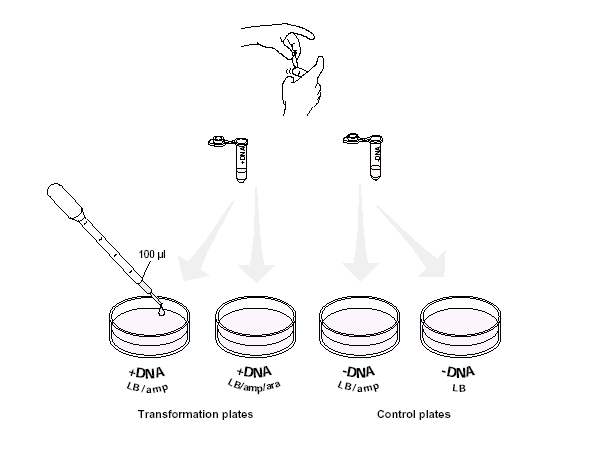 +DNA
-DNA
100 µl
+DNA
LB/amp
+DNA
LB/amp/ara
-DNA
LB/amp
-DNA
LB
Transformation plates
Control plates